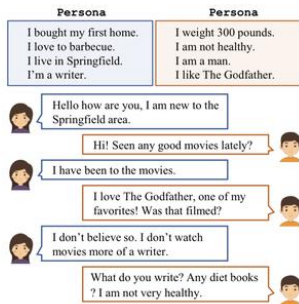 Persona
Persona
I bought my first home.
I love to barbecue.
I live in Springfield.
I'm a writer.
I weight 300 pounds.
I am not healthy.
I am a man.
I like The Godfather.
Hello how are you, I am new to the
Springfield area.
Hi! Seen any good movies lately?
I have been to the movies.
I love The Godfather, one of my
favorites! Was that filmed?
I don't believe so. I don't watch
movies more of a writer.
What do you write? Any diet books
? I am not very healthy.